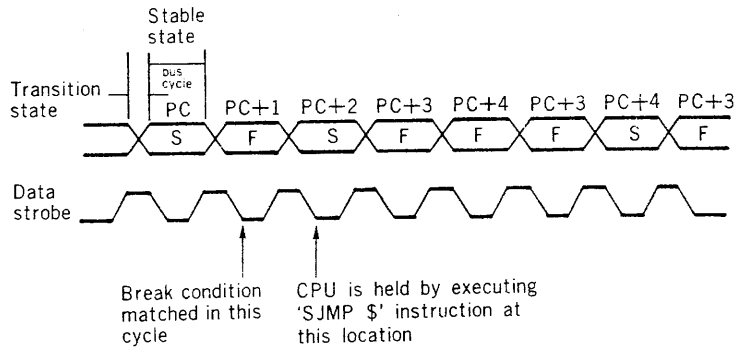 Stable
state
bus
cycle
Transition
state
PC PC+1 PC+2 PC+3 PC+4 PC+3 PC+4 PC+3
S F S F F F S F
Data
strobe
Break condition
matched in this
cycle
CPU is held by executing
'SJMP $' instruction at
this location